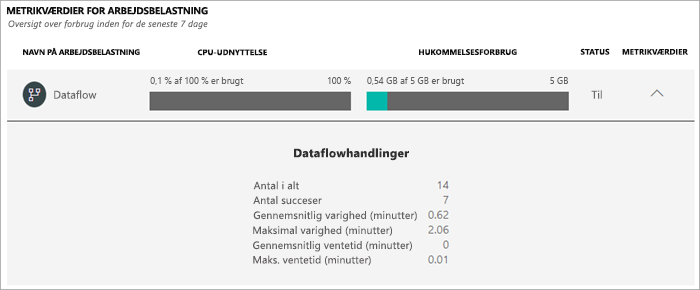 METRIKVÆRDIER FOR ARBEJDSBELASTNING
Oversigt over forbrug inden for de seneste 7 dage
NAVN PÅ ARBEJDSBELASTNING CPU-UDNYTTELSE HUKOMMELSESFORBRUG STATUS METRIKVÆRDIER
0,1 % af 100 % er brugt 100 % 0,54 GB af 5 GB er brugt 5 GB
Dataflow Til
Dataflowhandlinger
Antal i alt 14
Antal succeser 7
Gennemsnitlig varighed (minutter) 0.62
Maksimal varighed (minutter) 2.06
Gennemsnitlig ventetid (minutter) 0
Maks. ventetid (minutter) 0.01